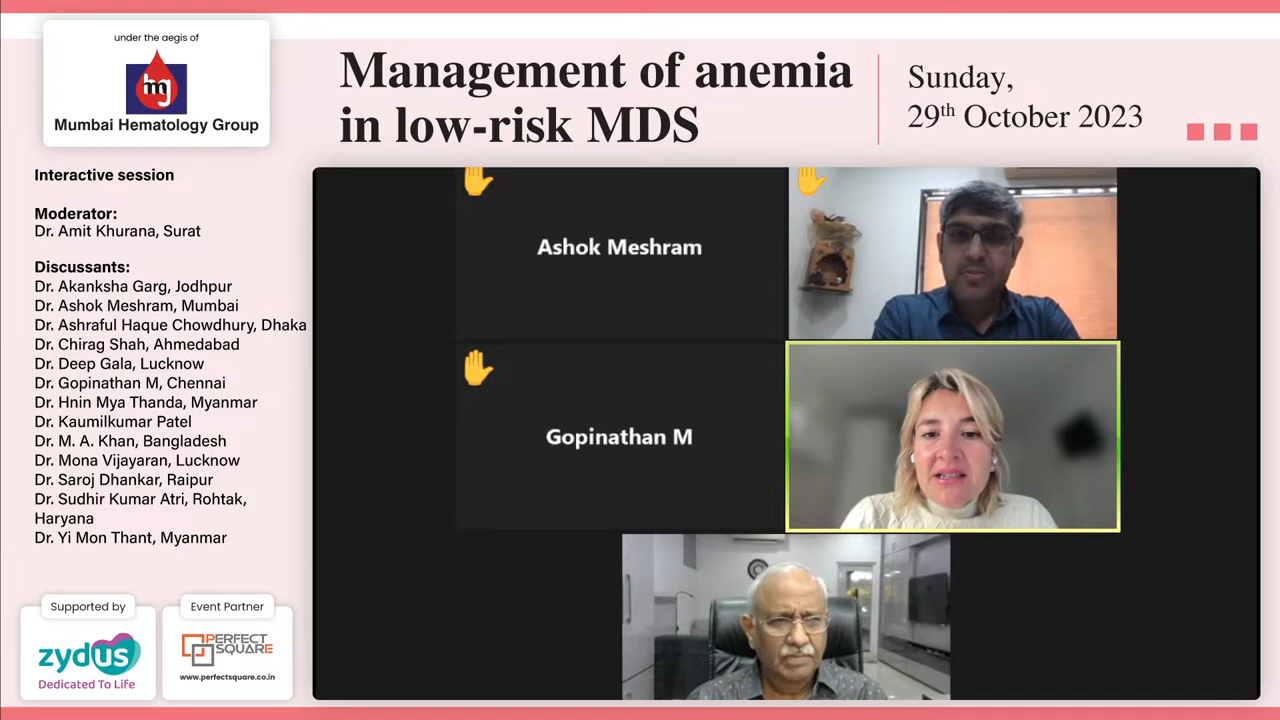 under the aegis of
mg
Mumbai Hematology Group
Management of anemia
in low-risk MDS
Sunday,
29th October 2023
Interactive session
Moderator:
Dr. Amit Khurana, Surat
Discussants:
Dr. Akanksha Garg, Jodhpur
Dr. Ashok Meshram, Mumbai
Dr. Ashraful Haque Chowdhury, Dhaka
Dr. Chirag Shah, Ahmedabad
Dr. Deep Gala, Lucknow
Dr. Gopinathan M, Chennai
Dr. Hnin Mya Thanda, Myanmar
Dr. Kaumilkumar Patel
Dr. M. A. Khan, Bangladesh
Dr. Mona Vijayaran, Lucknow
Dr. Saroj Dhankar, Raipur
Dr. Sudhir Kumar Atri, Rohtak,
Haryana
Dr. Yi Mon Thant, Myanmar
Ashok Meshram
Gopinathan M
Supported by
zydus
Dedicated To Life
Event Partner
PERFECT
SQUARE
www.perfectsquare.co.in